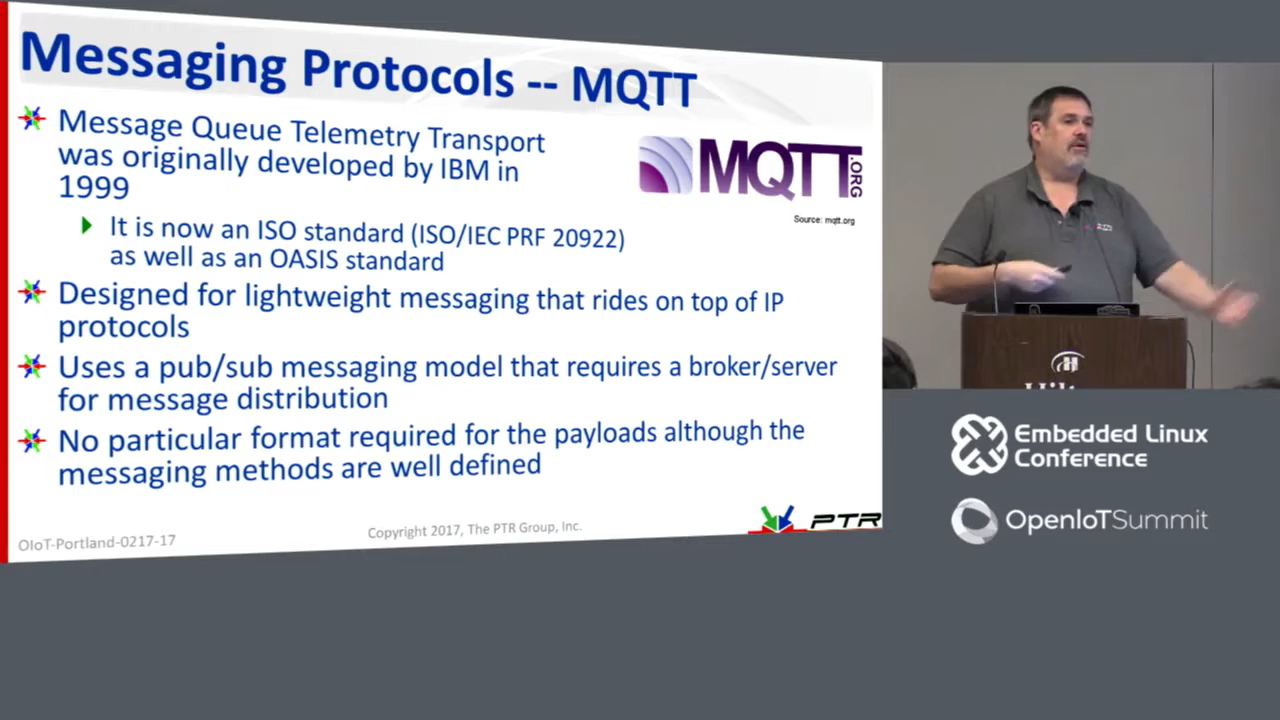 Messaging Protocols -- MQTT
Message Queue Telemetry Transport
was originally developed by IBM in
1999
MQTT.ORG
Source: mqtt.org
It is now an ISO standard (ISO/IEC PRF 20922)
as well as an OASIS standard
Designed for lightweight messaging that rides on top of IP
protocols
Uses a pub/sub messaging model that requires a broker/server
for message distribution
No particular format required for the payloads although the
messaging methods are well defined
OIoT-Portland-0217-17
Copyright 2017, The PTR Group, Inc.
PTR
Embedded Linux
Conference
OpenIoTSummit